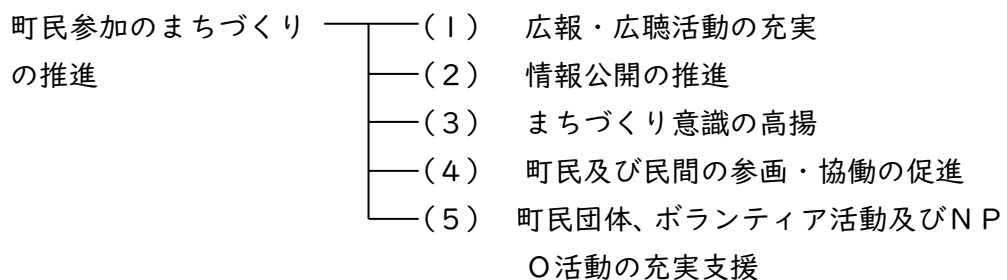 町民参加のまちづくり （１） 広報・広聴活動の充実
の推進 （２） 情報公開の推進
（３） まちづくり意識の高揚
（４） 町民及び民間の参画・協働の促進
（５） 町民団体、ボランティア活動及びＮＰ
Ｏ活動の充実支援